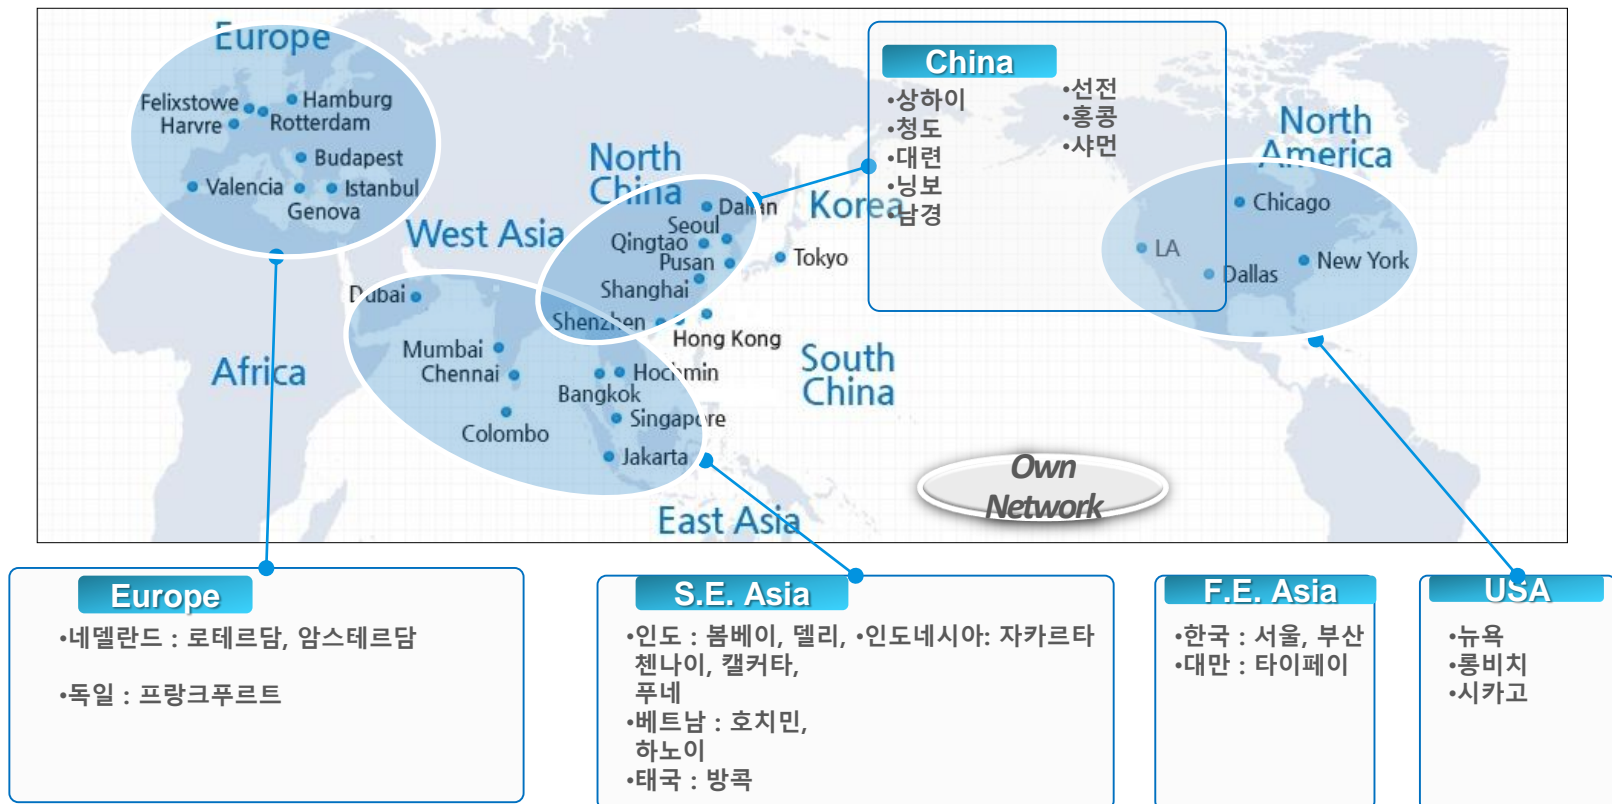 Europe
Felixstowe
Hamburg
Harvre
Rotterdam
Budapest
Valencia
Istanbul
Genova
North
China
West Asia
Dalian
Seoul
Qingtao
Pusan
Shanghai
Shenzhen
Hong Kong
Korea
Tokyo
Dubai
Mumbai
Chennai
Colombo
Hochmin
Bangkok
Singapore
Jakarta
Africa
South
China
East Asia
North
America
Chicago
LA
Dallas
New York
China
•상하이
•청도
•대련
•닝보
•남경
•선전
•홍콩
•샤먼
Own
Network
Europe
•네델란드 : 로테르담, 암스테르담
•독일 : 프랑크푸르트
S.E. Asia
•인도 : 봄베이, 델리,
첸나이, 캘커타,
푸네
•베트남 : 호치민,
하노이
•태국 : 방콕
•인도네시아: 자카르타
F.E. Asia
•한국 : 서울, 부산
•대만 : 타이페이
USA
•뉴욕
•롱비치
•시카고